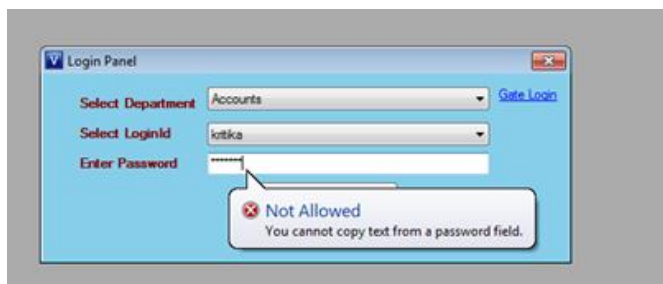 Login Panel
Select Department Accounts Gate Login
Select LoginId kritika
Enter Password *******
Not Allowed
You cannot copy text from a password field.